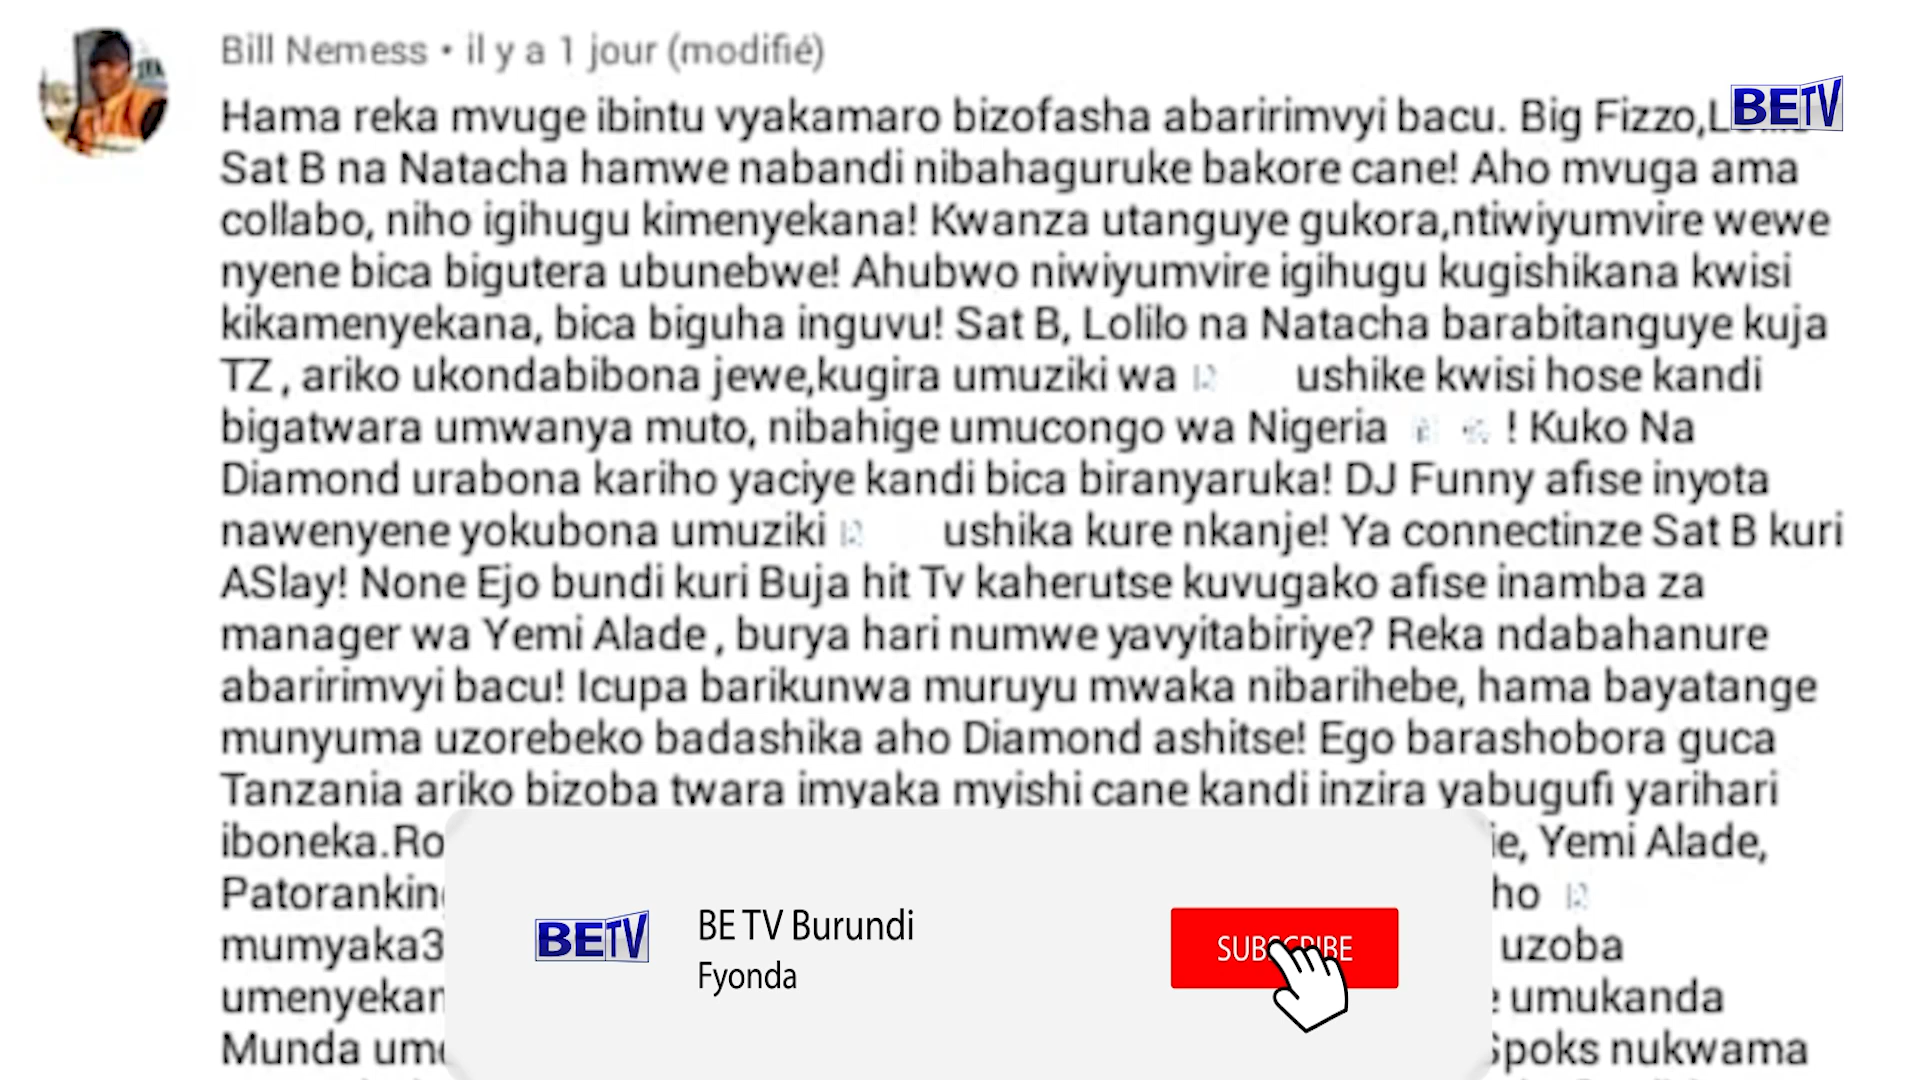 Bill Nemess • il y a 1 jour (modifié)
Hama reka mvuge ibintu vyakamaro bizofasha abaririmvyi bacu. Big Fizzo,
BETV
Sat B na Natacha hamwe nabandi nibahaguruke bakore cane! Aho mvuga ama
collabo, niho igihugu kimenyekana! Kwanza utanguye gukora,ntiwiyumvire wewe
nyene bica bigutera ubunebwe! Ahubwo niwiyumvire igihugu kugishikana kwisi
kikamenyekana, bica biguha inguvu! Sat B, Lolilo na Natacha barabitanguye kuja
TZ , ariko ukondabibona jewe,kugira umuziki wa ushike kwisi hose kandi
bigatwara umwanya muto, nibahige umucongo wa Nigeria ! Kuko Na
Diamond urabona kariho yaciye kandi bica biranyaruka! DJ Funny afise inyota
nawenyene yokubona umuziki ushika kure nkanje! Ya connectinze Sat B kuri
ASlay! None Ejo bundi kuri Buja hit Tv kaherutse kuvugako afise inamba za
manager wa Yemi Alade , burya hari numwe yavyitabiriye? Reka ndabahanure
abaririmvyi bacu! Icupa barikunwa muruyu mwaka nibarihebe, hama bayatange
munyuma uzorebeko badashika aho Diamond ashitse! Ego barashobora guca
Tanzania ariko bizoba twara imyaka myishi cane kandi inzira yabugufi yarihari
iboneka. Yemi Alade,
mumyaka3 uzoba
umukanda
Munda nukwama
BETV
BE TV Burundi
Fyonda
SUBSCRIBE